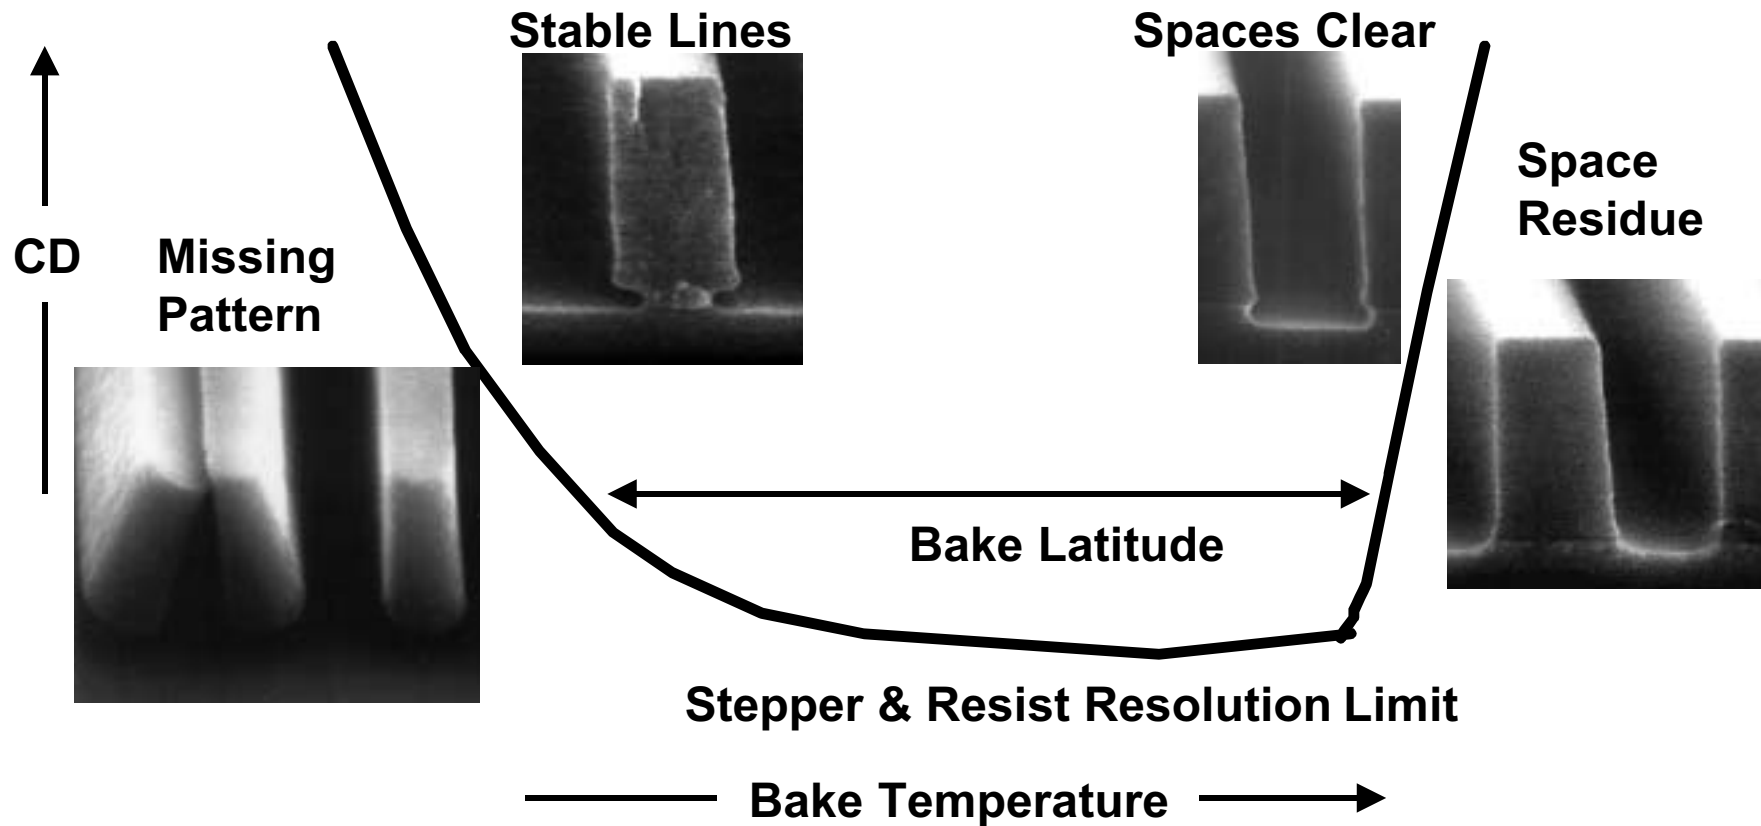 Stable Lines
Spaces Clear
Space
Residue
CD
Missing
Pattern
Bake Latitude
Stepper & Resist Resolution Limit
Bake Temperature